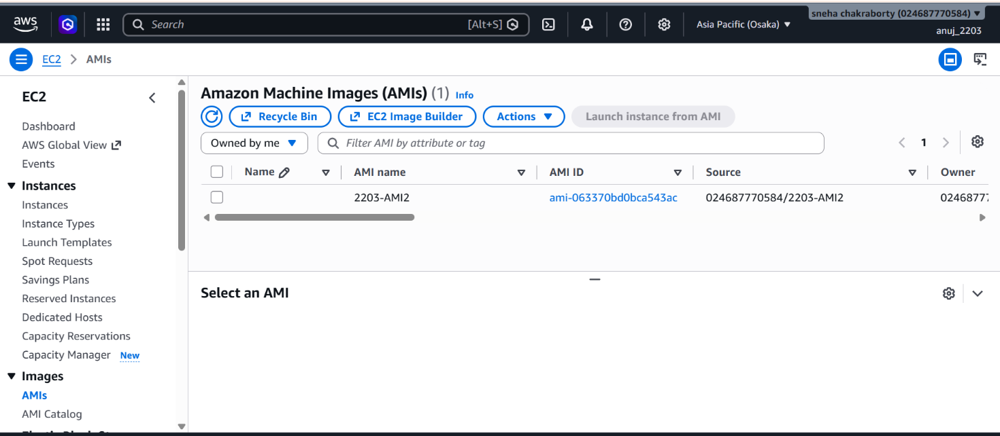 aws
Search [Alt+S]
Asia Pacific (Osaka)
sneha chakraborty (024687770584)
anuj_2203
EC2 > AMIs
EC2
Dashboard
AWS Global View
Events
Instances
Instances
Instance Types
Launch Templates
Spot Requests
Savings Plans
Reserved Instances
Dedicated Hosts
Capacity Reservations
Capacity Manager New
Images
AMIs
AMI Catalog
Amazon Machine Images (AMIs) (1) Info
Recycle Bin
EC2 Image Builder
Actions
Launch instance from AMI
Owned by me
Filter AMI by attribute or tag
1
Name AMI name AMI ID Source Owner
2203-AMI2 ami-063370bd0bca543ac 024687770584/2203-AMI2 0246877
Select an AMI